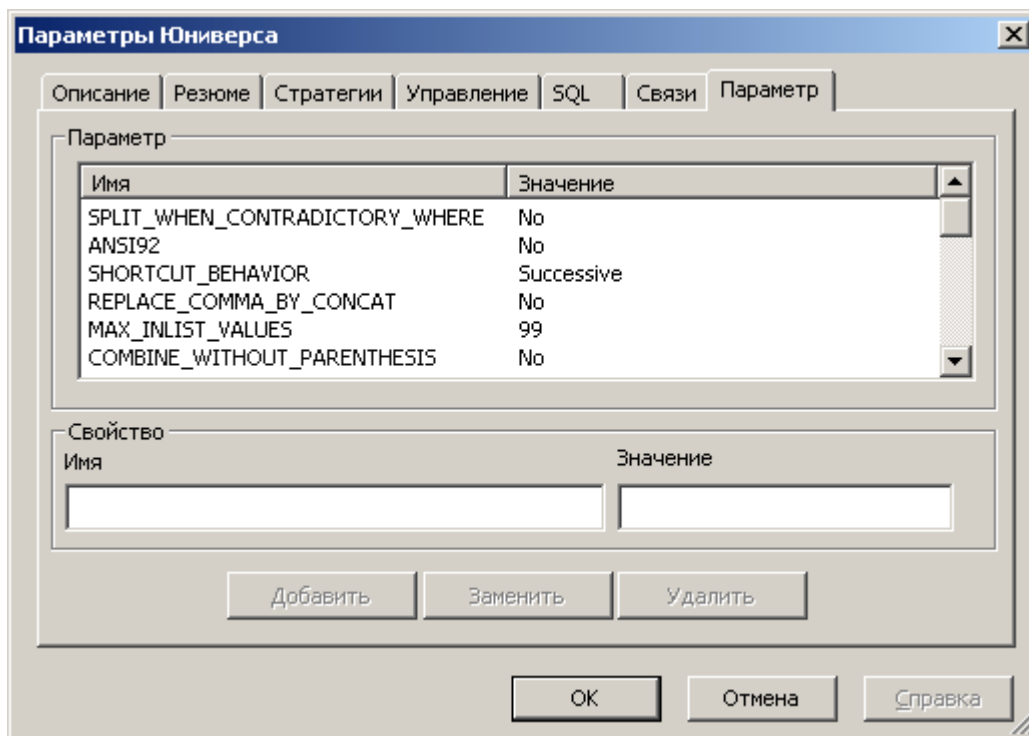 Параметры Юниверса
Описание Резюме Стратегии Управление SQL Связи Параметр
Параметр
Имя Значение
SPLIT_WHEN_CONTRADICTORY_WHERE No
ANSI92 No
SHORTCUT_BEHAVIOR Successive
REPLACE_COMMA_BY_CONCAT No
MAX_INLIST_VALUES 99
COMBINE_WITHOUT_PARENTHESIS No
Свойство
Имя Значение
Добавить Заменить Удалить
OK Отмена Справка